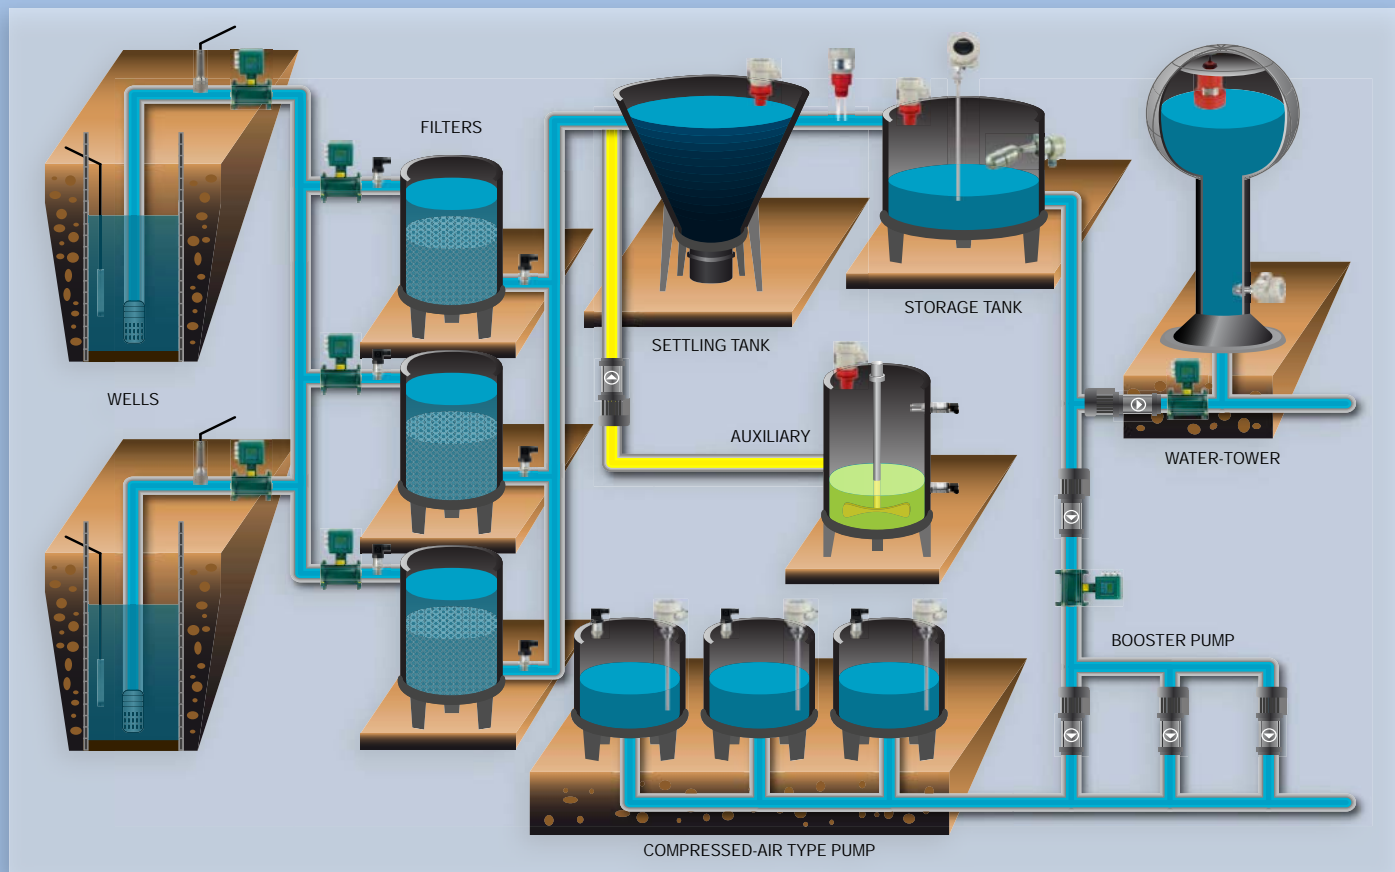 FILTERS
STORAGE TANK
SETTLING TANK
WELLS
AUXILIARY
WATER-TOWER
BOOSTER PUMP
COMPRESSED-AIR TYPE PUMP